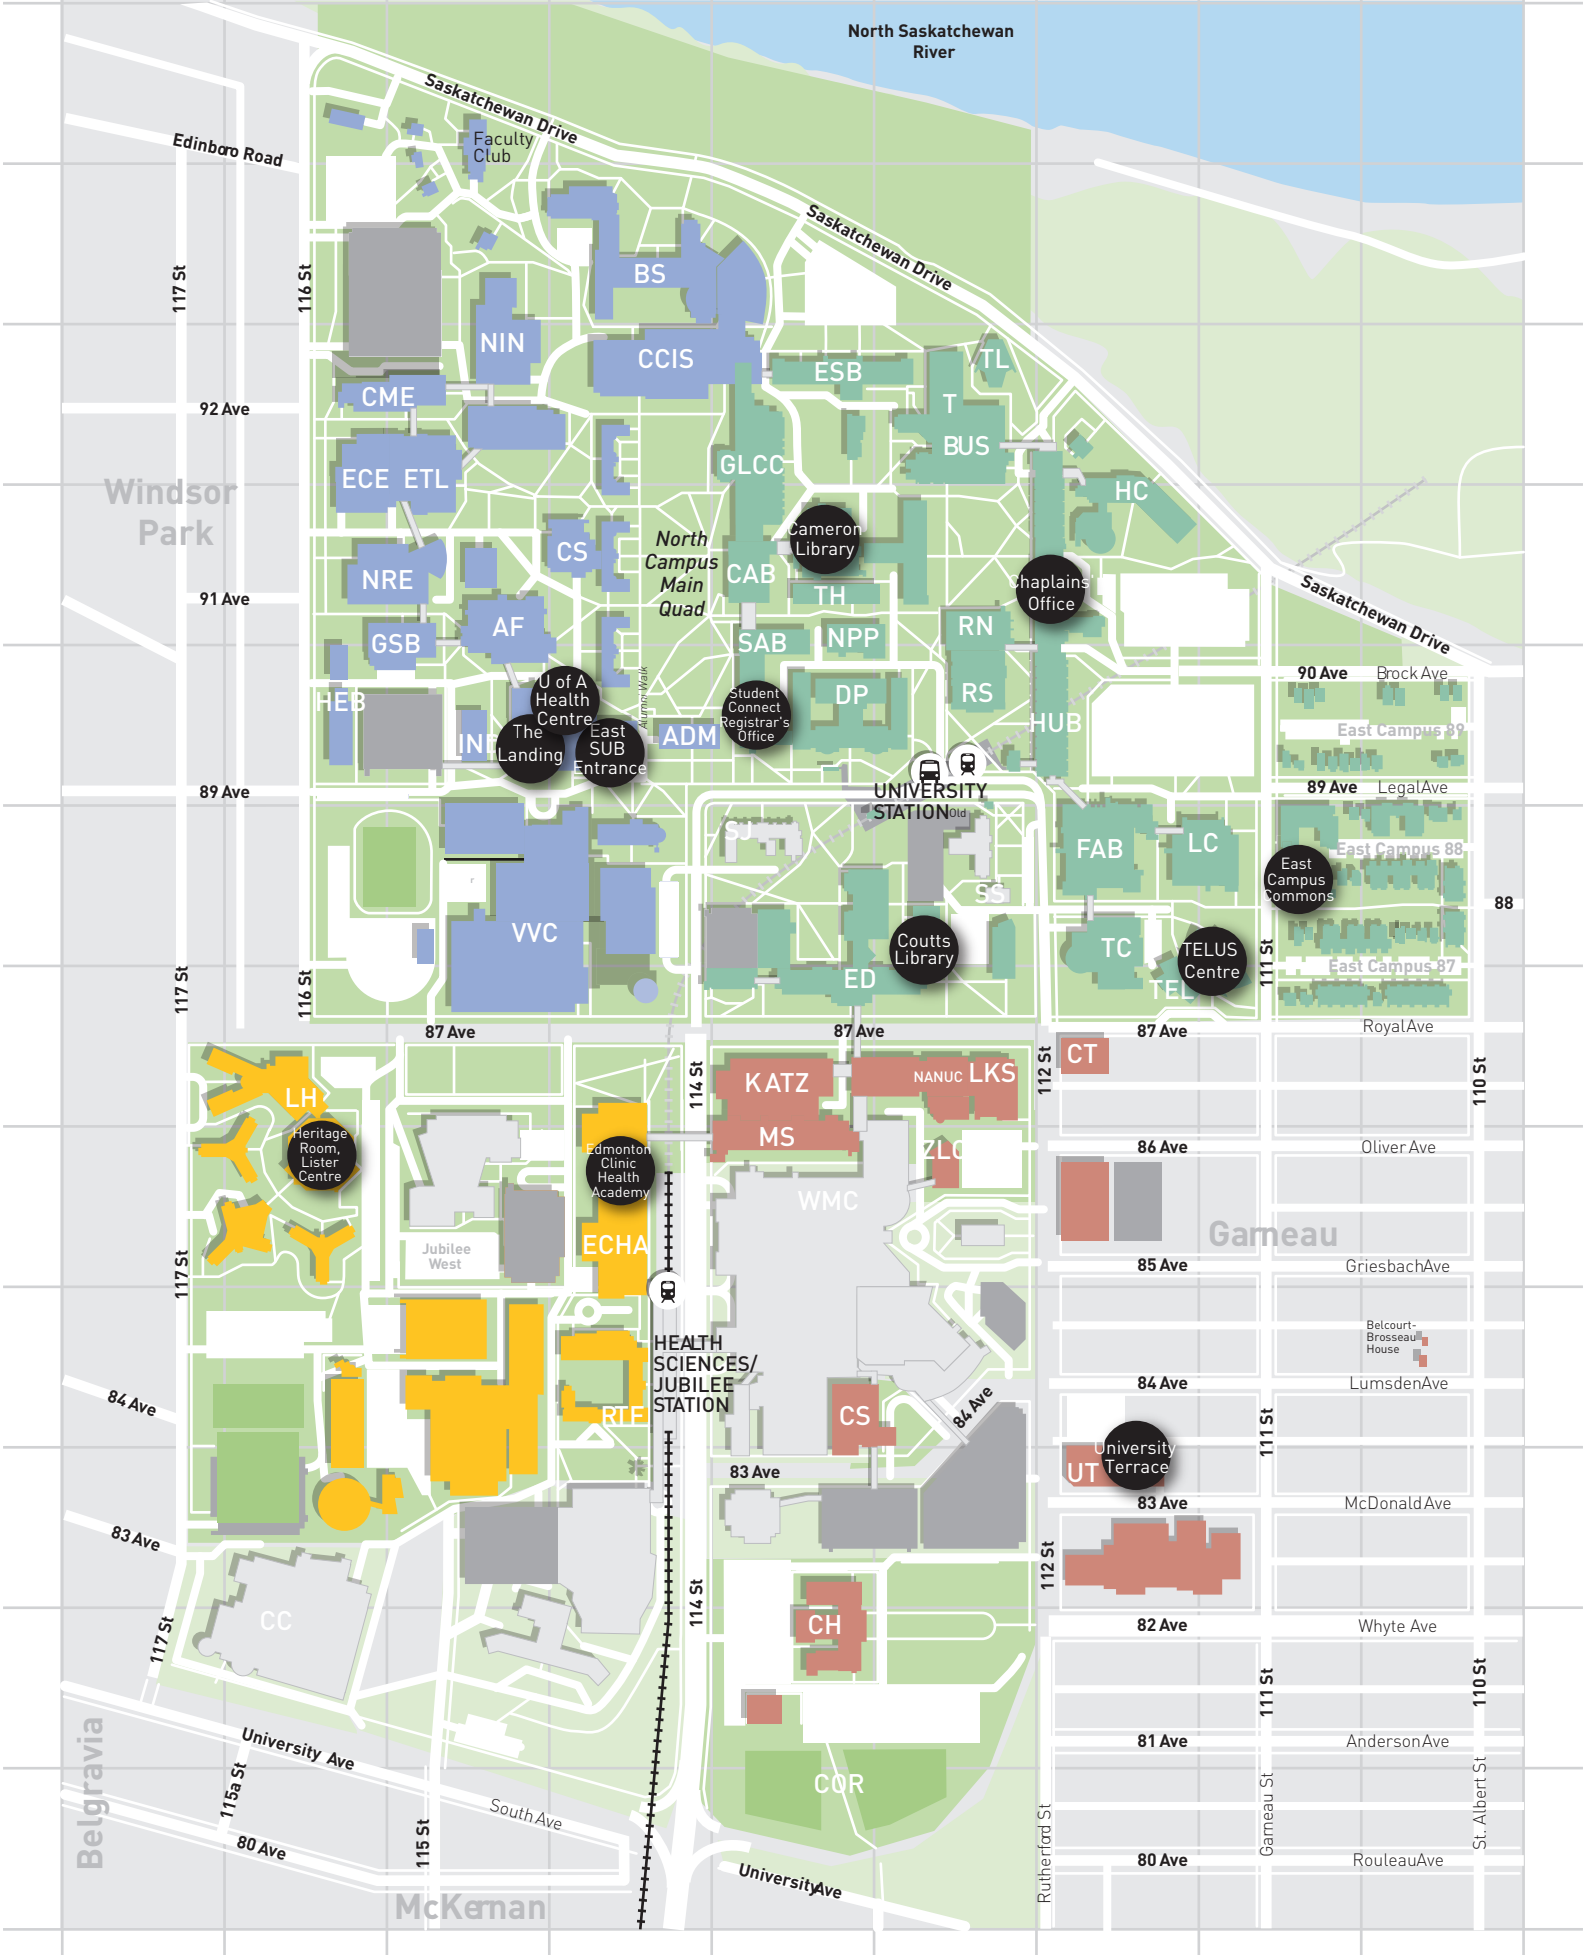 North Saskatchewan
River
Saskatchewan Drive
Faculty
Club
Edinboro Road
Saskatchewan Drive
117 St
116 St
BS
NIN
CCIS
ESB
TL
CME
T
92 Ave
BUS
GLCC
ECE ETL
HC
Windsor
Park
North
Campus
Main
Quad
Cameron
Library
CS
CAB
NRE
Chaplains'
Office
TH
91 Ave
Saskatchewan Drive
AF
RN
NPP
SAB
GSB
90 Ave
Brock Ave
U of A
Health
Centre
Alumni Walk
Student
Connect
Registrar's
Office
DP
RS
HEB
HUB
East Campus 89
The
Landing
East
SUB
Entrance
ADM
89 Ave
UNIVERSITY
STATION
Old
89 Ave
Legal Ave
SJ
FAB
LC
East Campus 88
East
Campus
Commons
SS
88
VVC
Coutts
Library
TC
TELUS
Centre
111 St
East Campus 87
ED
TEL
117 St
116 St
87 Ave
87 Ave
87 Ave
Royal Ave
CT
112 St
110 St
114 St
KATZ
NANUC
LKS
LH
Heritage
Room,
Lister
Centre
MS
86 Ave
Oliver Ave
Edmonton
Clinic
Health
Academy
ZLC
WMC
Garneau
Jubilee
West
ECHA
117 St
85 Ave
Griesbach Ave
HEALTH
SCIENCES/
JUBILEE
STATION
Belcourt-
Brosseau
House
84 Ave
Lumsden Ave
84 Ave
RTF
CS
84 Ave
111 St
University
Terrace
UT
83 Ave
83 Ave
McDonald Ave
83 Ave
112 St
114 St
CC
CH
82 Ave
Whyte Ave
117 St
111 St
110 St
University Ave
81 Ave
Anderson Ave
Belgravia
115a St
COR
South Ave
115 St
Garneau St
St. Albert St
80 Ave
Rutherford St
80 Ave
Rouleau Ave
University Ave
McKernan